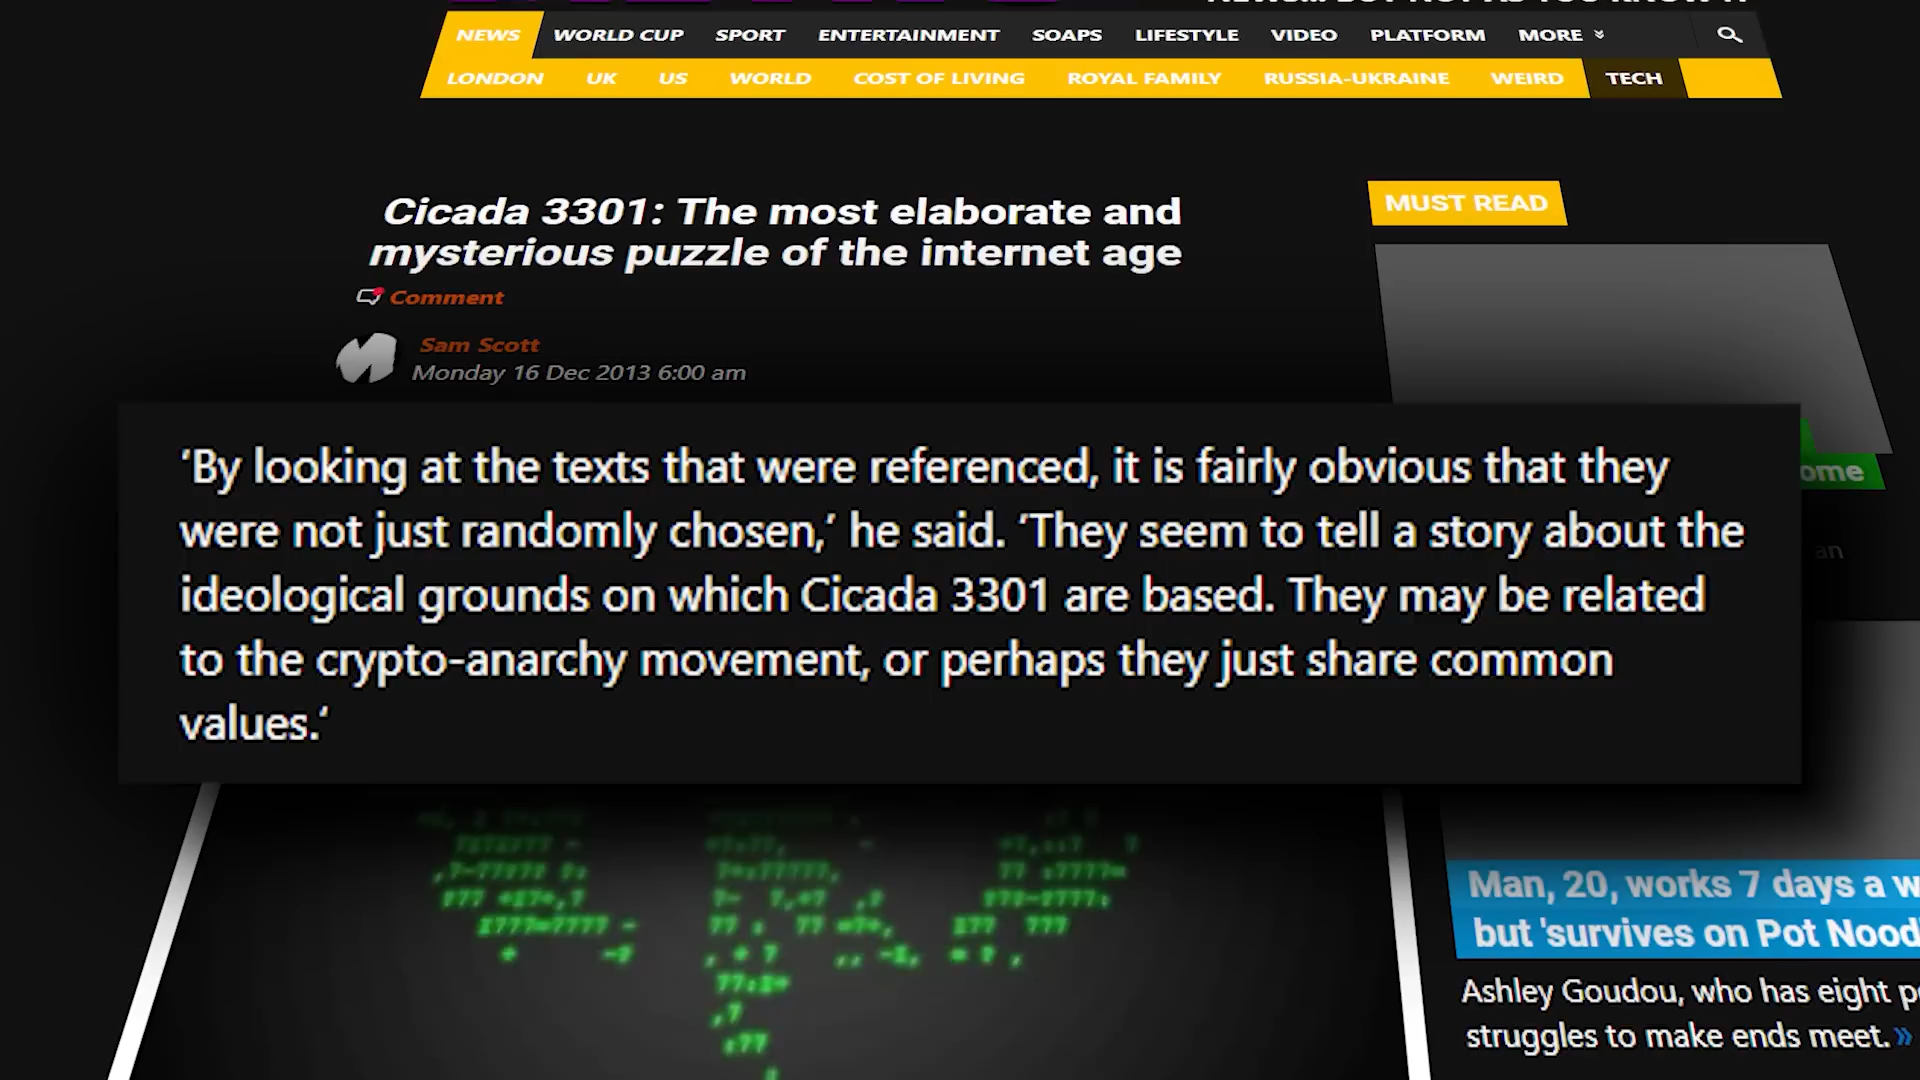 NEWS WORLD CUP SPORT ENTERTAINMENT SOAPS LIFESTYLE VIDEO PLATFORM MORE
LONDON UK US WORLD COST OF LIVING ROYAL FAMILY RUSSIA-UKRAINE WEIRD TECH
Cicada 3301: The most elaborate and
mysterious puzzle of the internet age
Comment
Sam Scott
Monday 16 Dec 2013 6:00 am
MUST READ
ome
an
‘By looking at the texts that were referenced, it is fairly obvious that they
were not just randomly chosen,’ he said. ‘They seem to tell a story about the
ideological grounds on which Cicada 3301 are based. They may be related
to the crypto-anarchy movement, or perhaps they just share common
values.‘
Man, 20, works 7 days a w
but 'survives on Pot Nood
Ashley Goudou, who has eight p
struggles to make ends meet. »